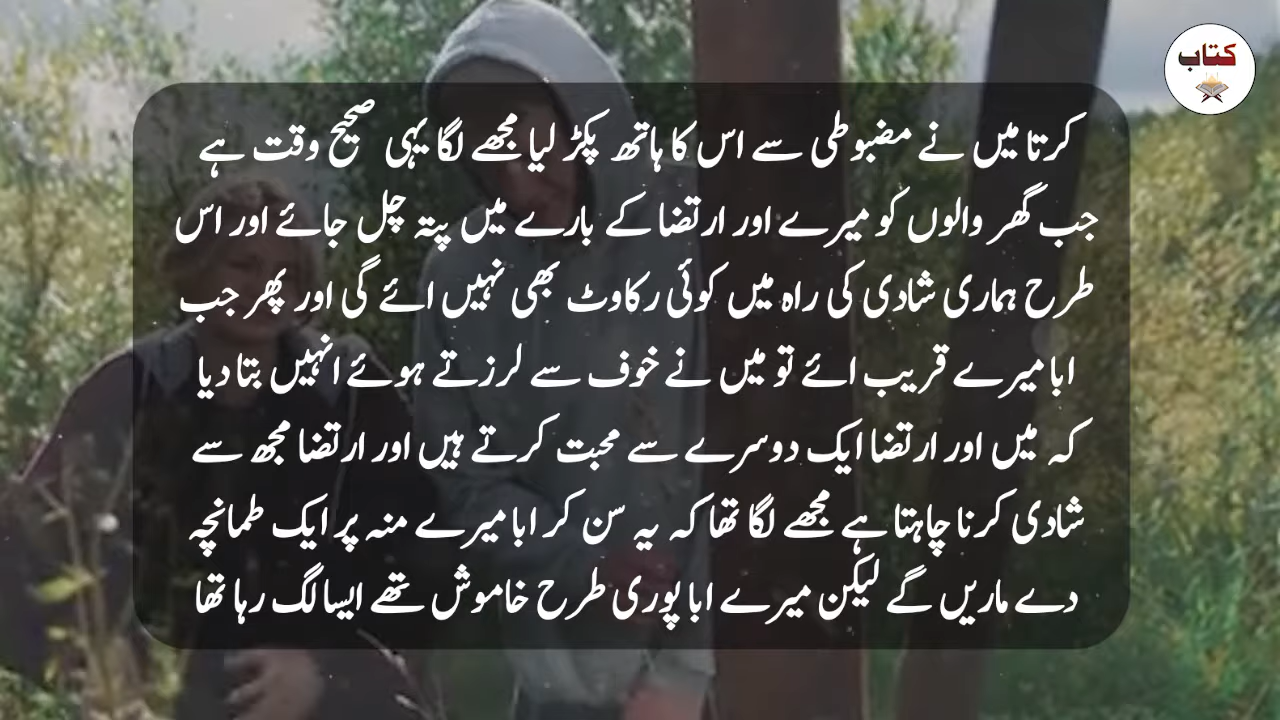 کتاب
کرتا میں نے مضبوطی سے اس کا ہاتھ پکڑ لیا مجھے لگا یہی صحیح وقت ہے
جب گھر والوں کو میرے اور ارتضا کے بارے میں پتہ چل جائے اور اس
طرح ہماری شادی کی راہ میں کوئی رکاوٹ بھی نہیں ائے گی اور پھر جب
ابا میرے قریب ائے تو میں نے خوف سے لرزتے ہوئے انہیں بتا دیا
کہ میں اور ارتضا ایک دوسرے سے محبت کرتے ہیں اور ارتضا مجھ سے
شادی کرنا چاہتا ہے مجھے لگا تھا کہ یہ سن کر ابا میرے منہ پر ایک طمانچہ
دے ماریں گے لیکن میرے ابا پوری طرح خاموش تھے ایسا لگ رہا تھا